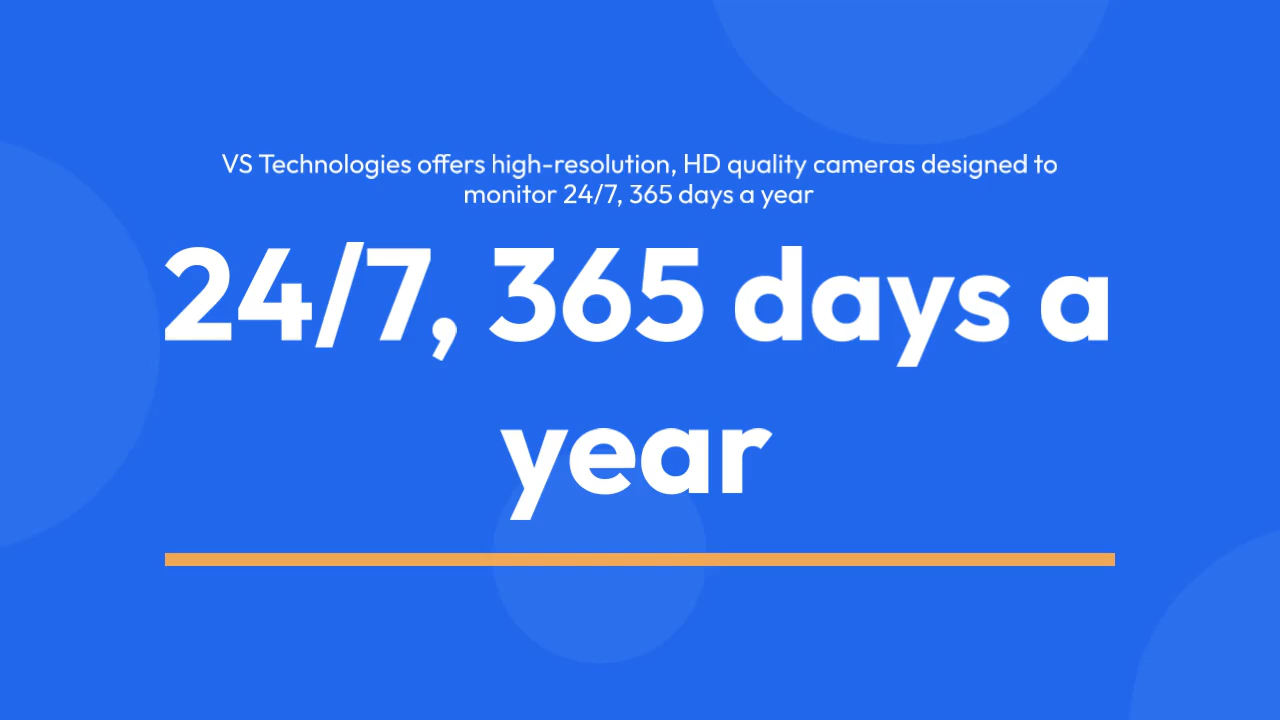 VS Technologies offers high-resolution, HD quality cameras designed to
monitor 24/7, 365 days a year
24/7, 365 days a
year